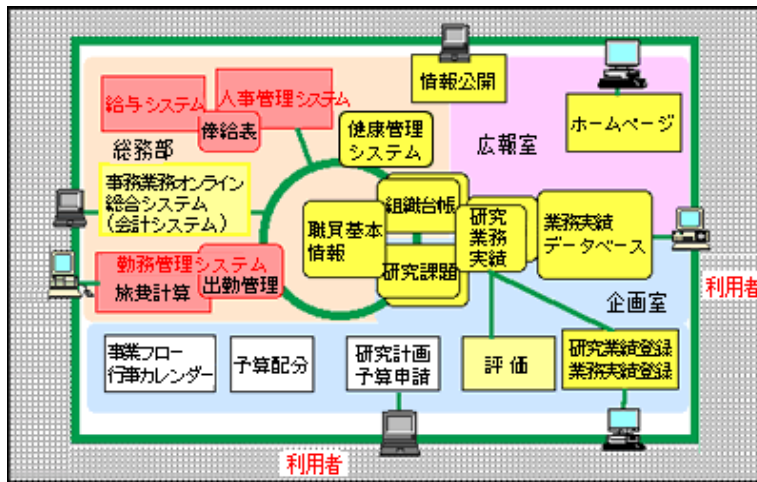 情報公開
給与システム
人事管理システム
俸給表
健康管理
システム
ホームページ
総務部
広報室
事務業務オンライン
総合システム
(会計システム)
職員基本
情報
組織台帳
研究
業務
実績
業務実績
データベース
研究課題
勤務管理システム
旅費計算
出勤管理
企画室
利用者
事業フロー
行事カレンダー
予算配分
研究計画
予算申請
評価
研究業績登録
業務実績登録
利用者